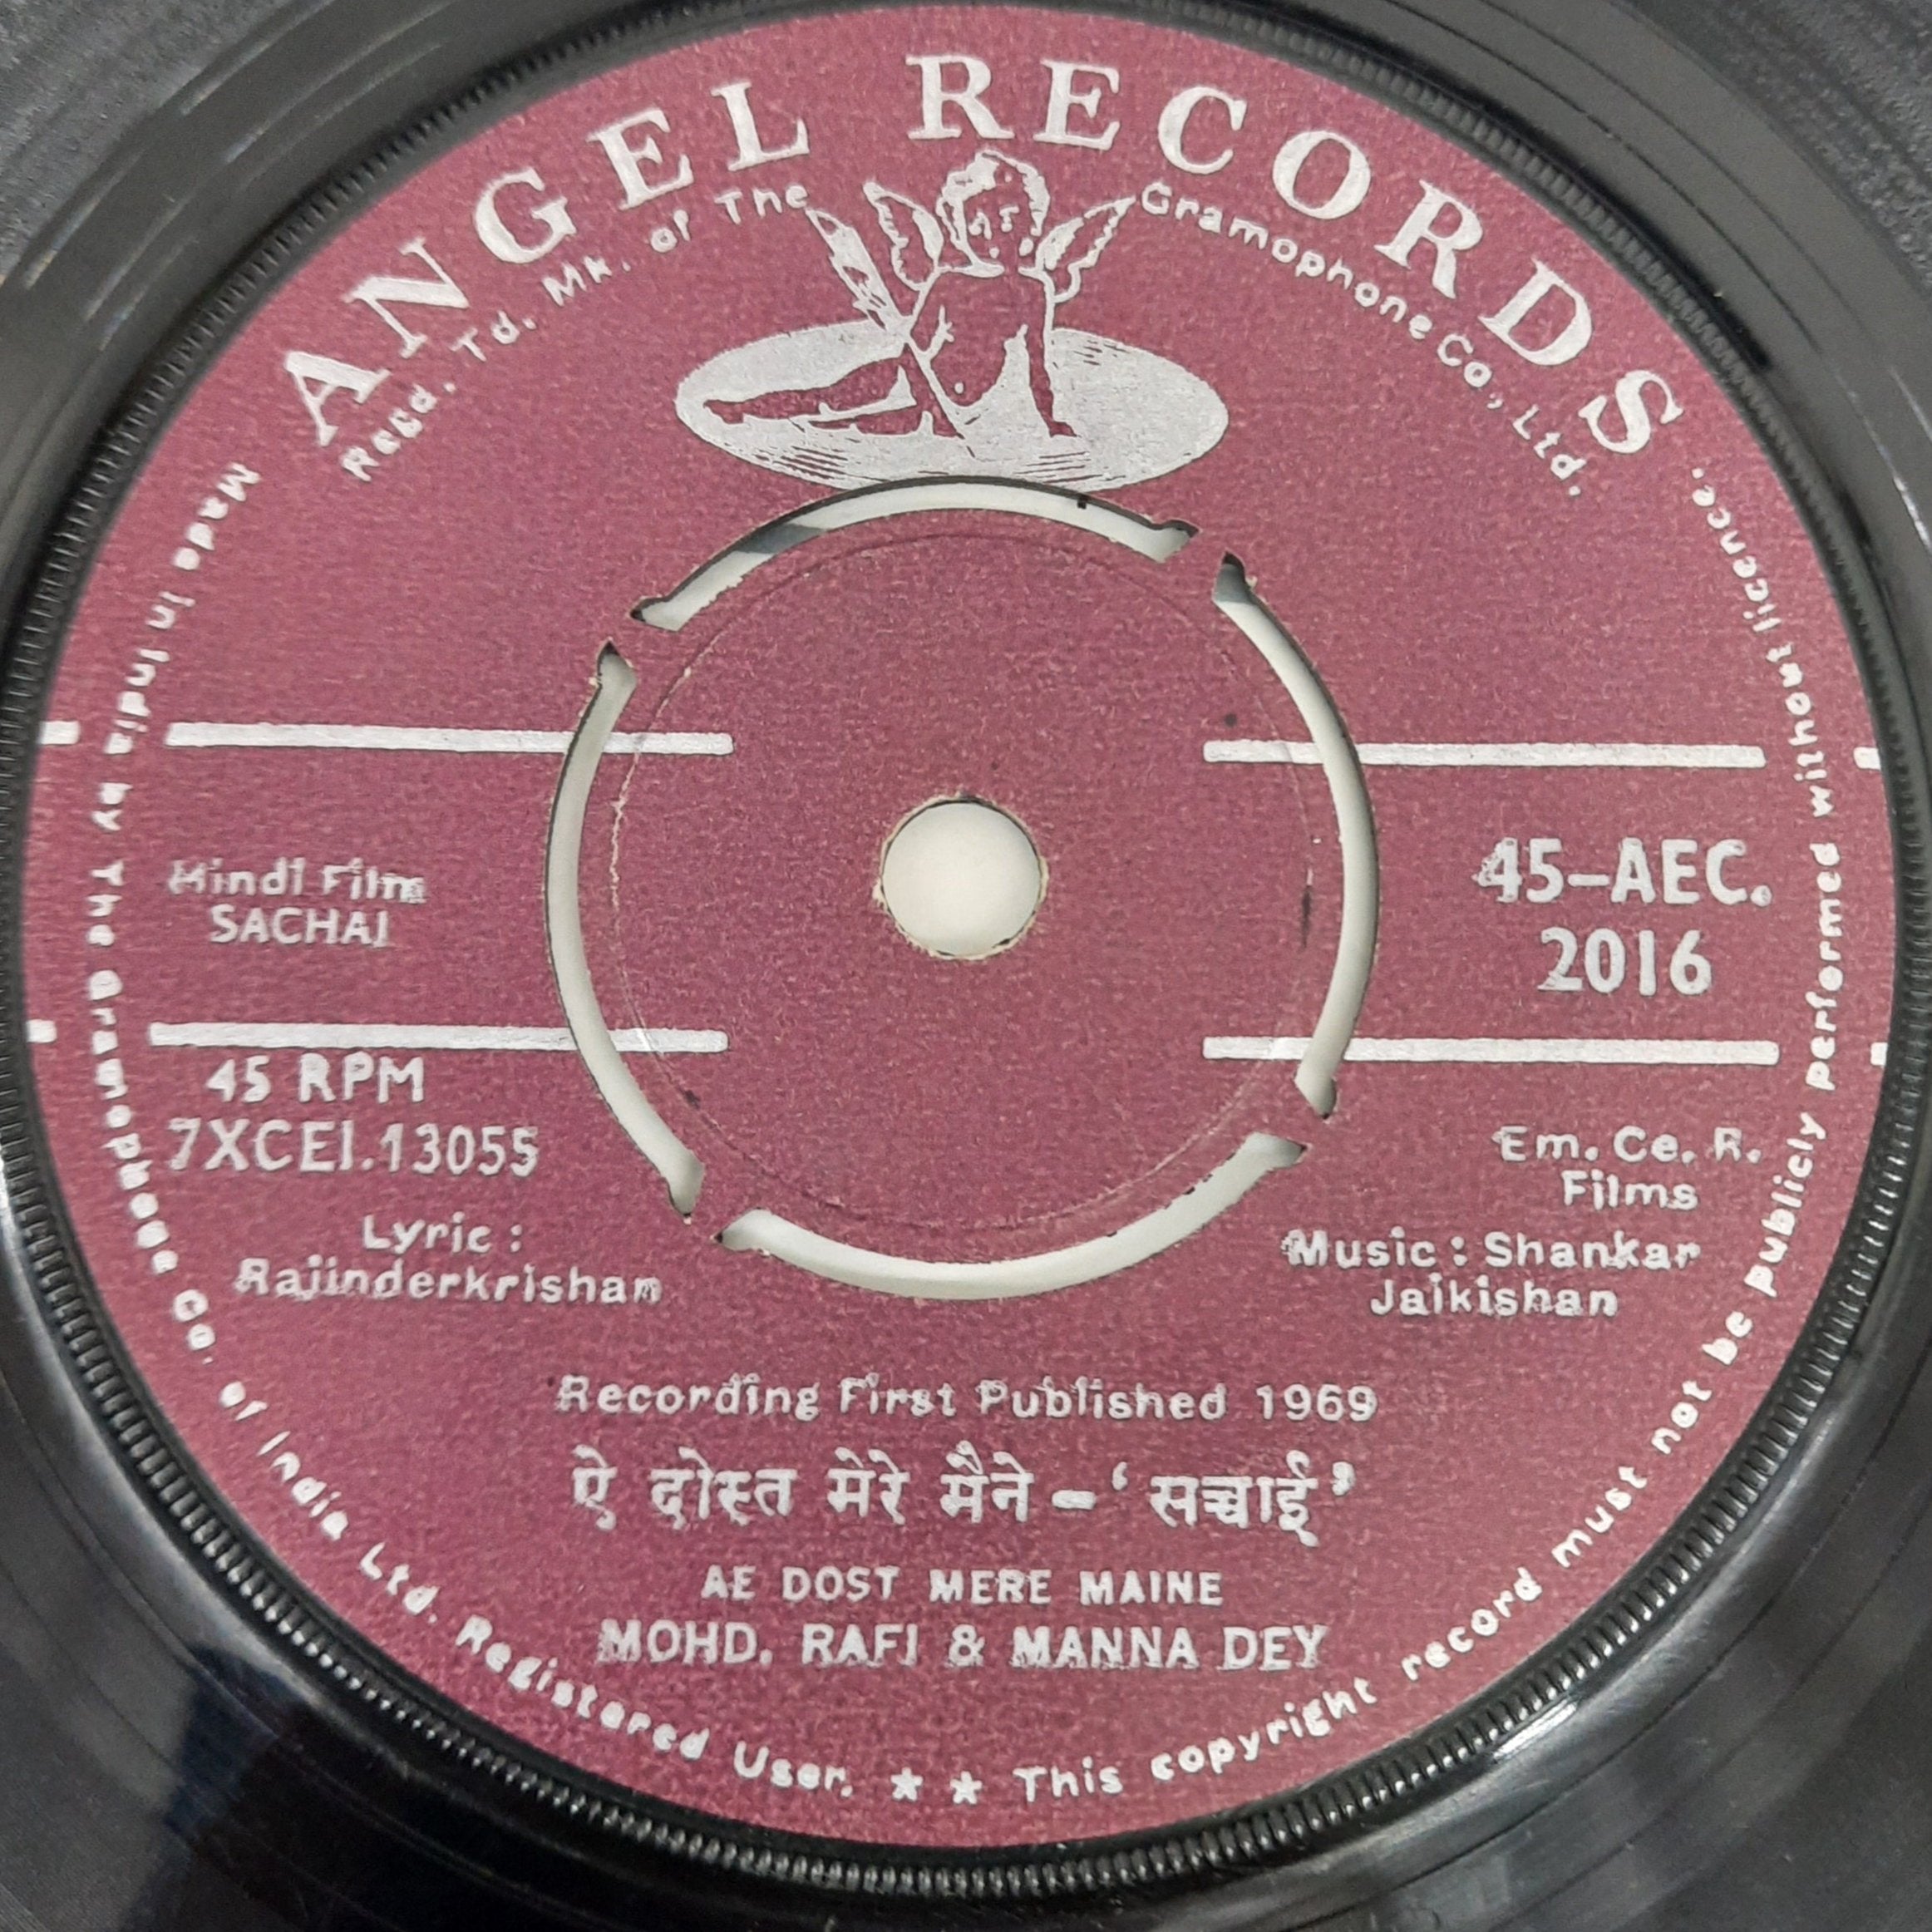 ANGEL RECORDS
Regd. Td. Mk. of The Gramophone Co., Ltd.
Made in India by The Gramophone Co. of India Ltd. Registered User. ★ ★ This copyright record must not be publicly performed without licence.
Hindi Film
SACHAI
45-AEC.
2016
45 RPM
7XCEI.13055
Em. Ce. R.
Films
Lyric :
Rajinderkrishan
Music : Shankar
Jaikishan
Recording First Published 1969
ऐ दोस्त मेरे मैने - ‘ सच्चाई ’
AE DOST MERE MAINE
MOHD. RAFI & MANNA DEY